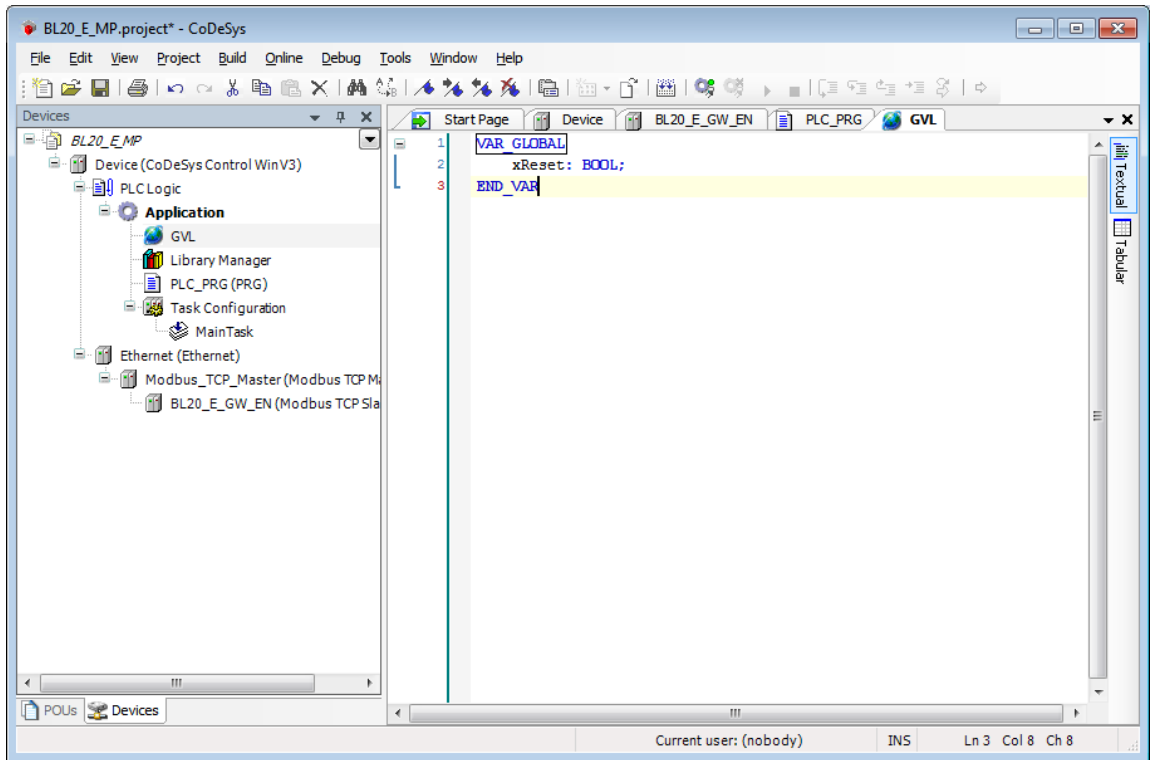 BL20_E_MP.project* - CoDeSys
File Edit View Project Build Online Debug Tools Window Help
Devices
BL20_E_MP
Device (CoDeSys Control Win V3)
PLC Logic
Application
GVL
Library Manager
PLC_PRG (PRG)
Task Configuration
MainTask
Ethernet (Ethernet)
Modbus_TCP_Master (Modbus TCP Ma
BL20_E_GW_EN (Modbus TCP Sla
POUs Devices
Start Page Device BL20_E_GW_EN PLC_PRG GVL
1 VAR_GLOBAL
2 xReset: BOOL;
3 END_VAR
Textual
Tabular
Current user: (nobody) INS Ln 3 Col 8 Ch 8